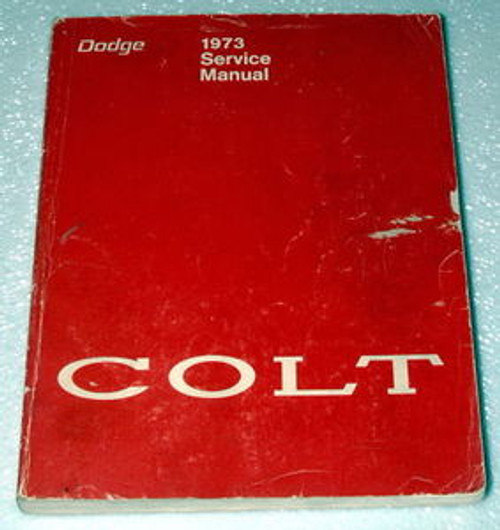 Dodge
1973
Service
Manual
COLT